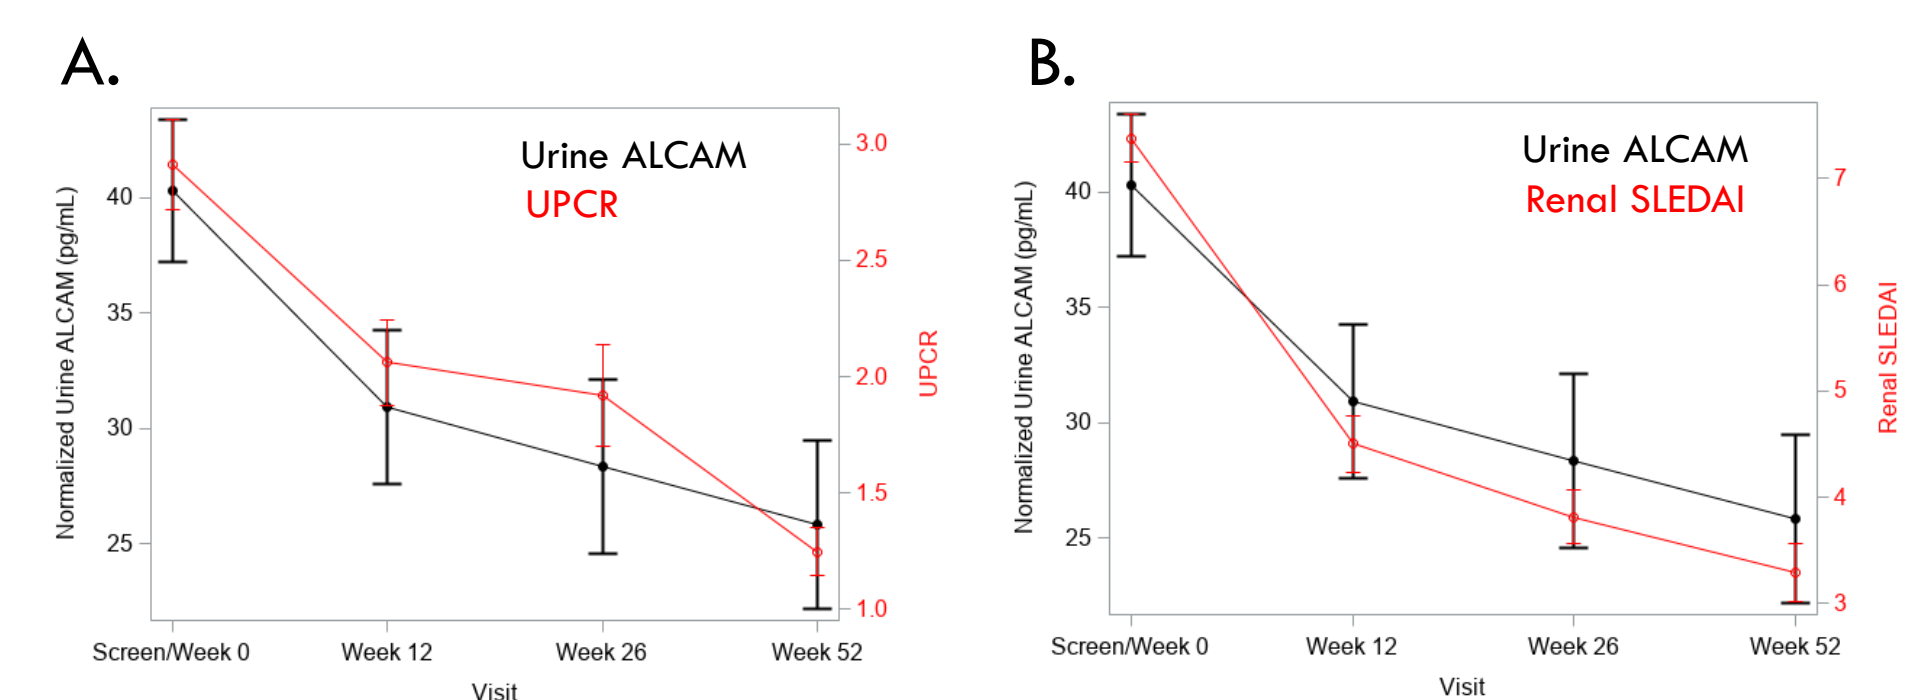 A.
Urine ALCAM
UPCR
Normalized Urine ALCAM (pg/mL)
40
35
30
25
3.0
2.5
2.0
1.5
1.0
UPCR
Screen/Week 0 Week 12 Week 26 Week 52
Visit
B.
Urine ALCAM
Renal SLEDAI
Normalized Urine ALCAM (pg/mL)
40
35
30
25
7
6
5
4
3
Renal SLEDAI
Screen/Week 0 Week 12 Week 26 Week 52
Visit